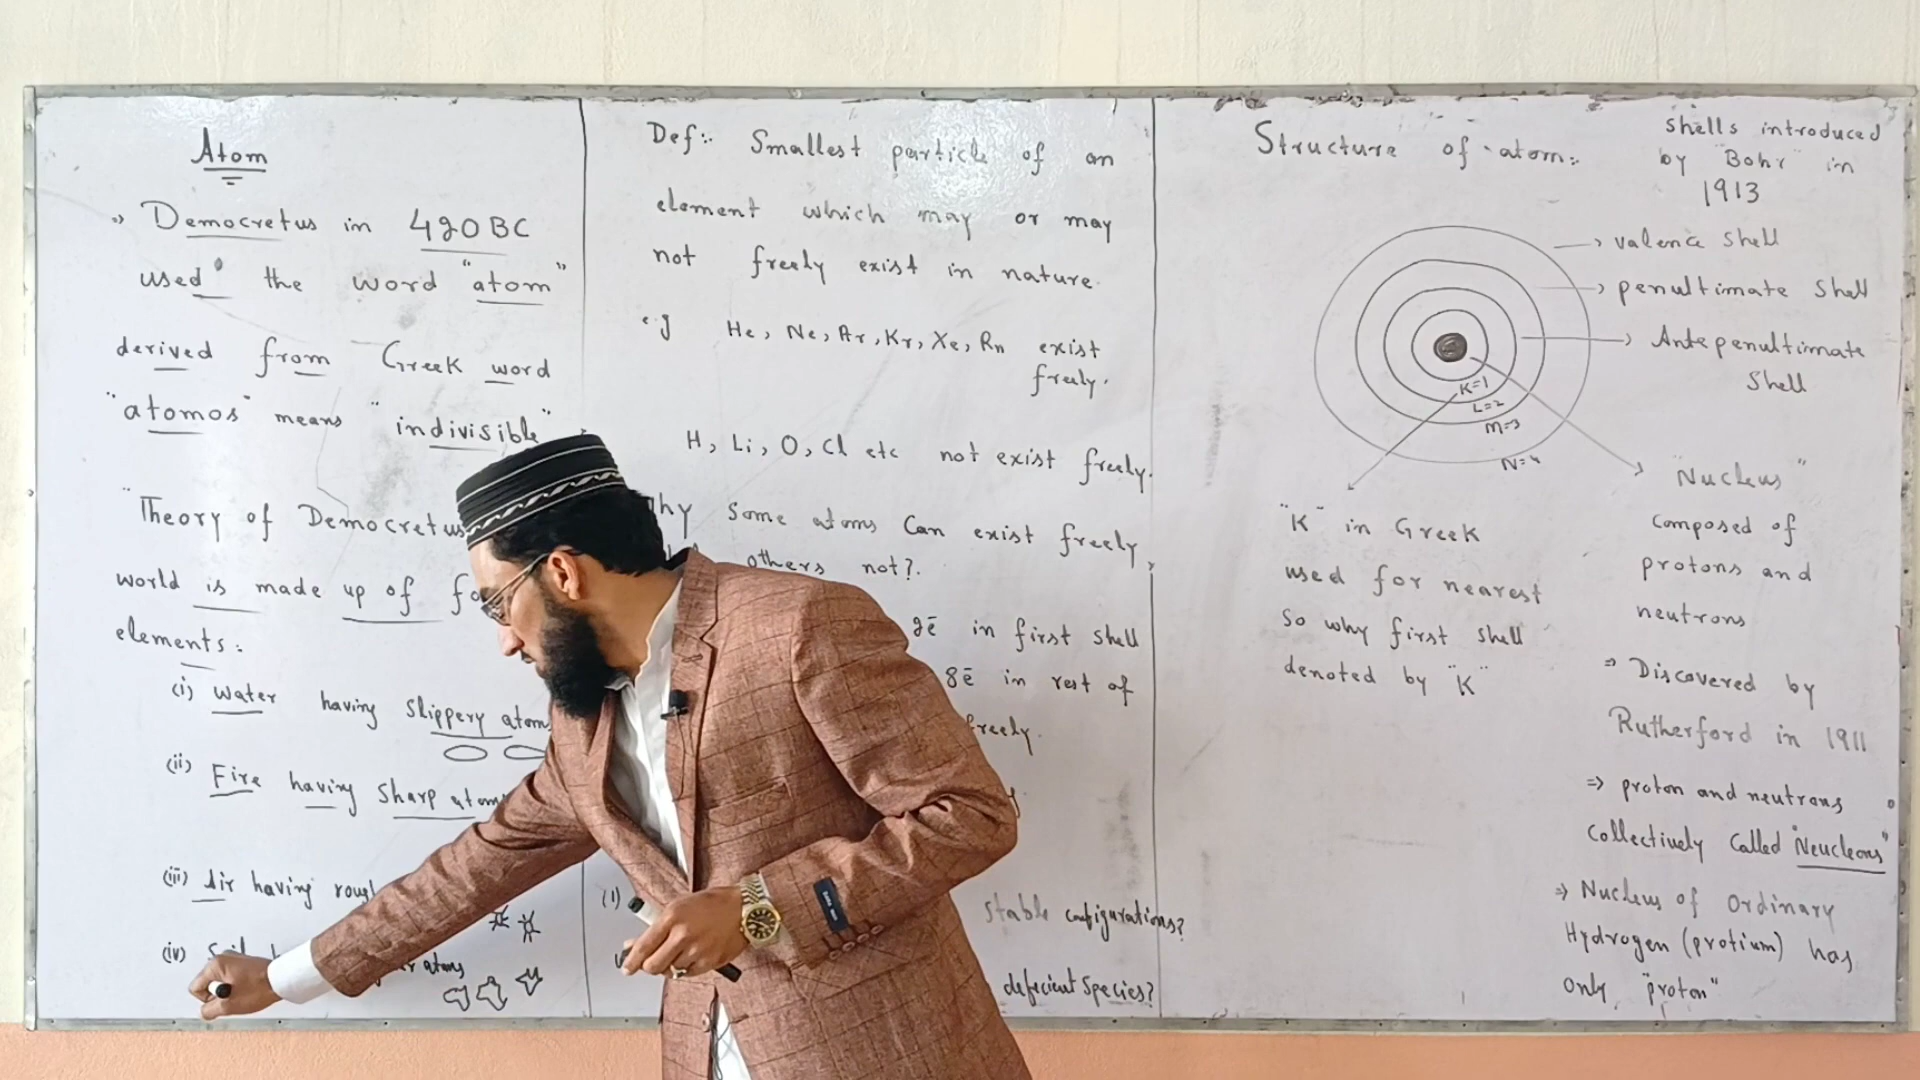 Atom
=> Democretus in 420 BC
used the word "atom"
derived from Greek word
"atomos" means "indivisible"
"Theory of Democretus
world is made up of
elements:
(i) Water having Slippery atom
(ii) Fire having Sharp atom
(iii) Air having
(iv)
atoms
Def:- Smallest particle of an
element which may or may
not freely exist in nature.
e.g He, Ne, Ar, Kr, Xe, Rn exist
freely.
H, Li, O, Cl etc not exist freely.
Some atoms Can exist freely
others not?.
2ē in first shell
8ē in rest of
freely.
(1)
Stable configurations?
deficient Species?
Structure of atom:-
Shells introduced
by "Bohr" in
1913
valence shell
penultimate Shell
Antepenultimate
Shell
K=1
L=2
M=3
N=4
"K" in Greek
used for nearest
So why first shell
denoted by "K"
"Nucleus"
Composed of
protons and
neutrons
=> Discovered by
Rutherford in 1911
=> proton and neutrons
Collectively Called "Neucleons"
=> Nucleus of Ordinary
Hydrogen (protium) has
only "proton"